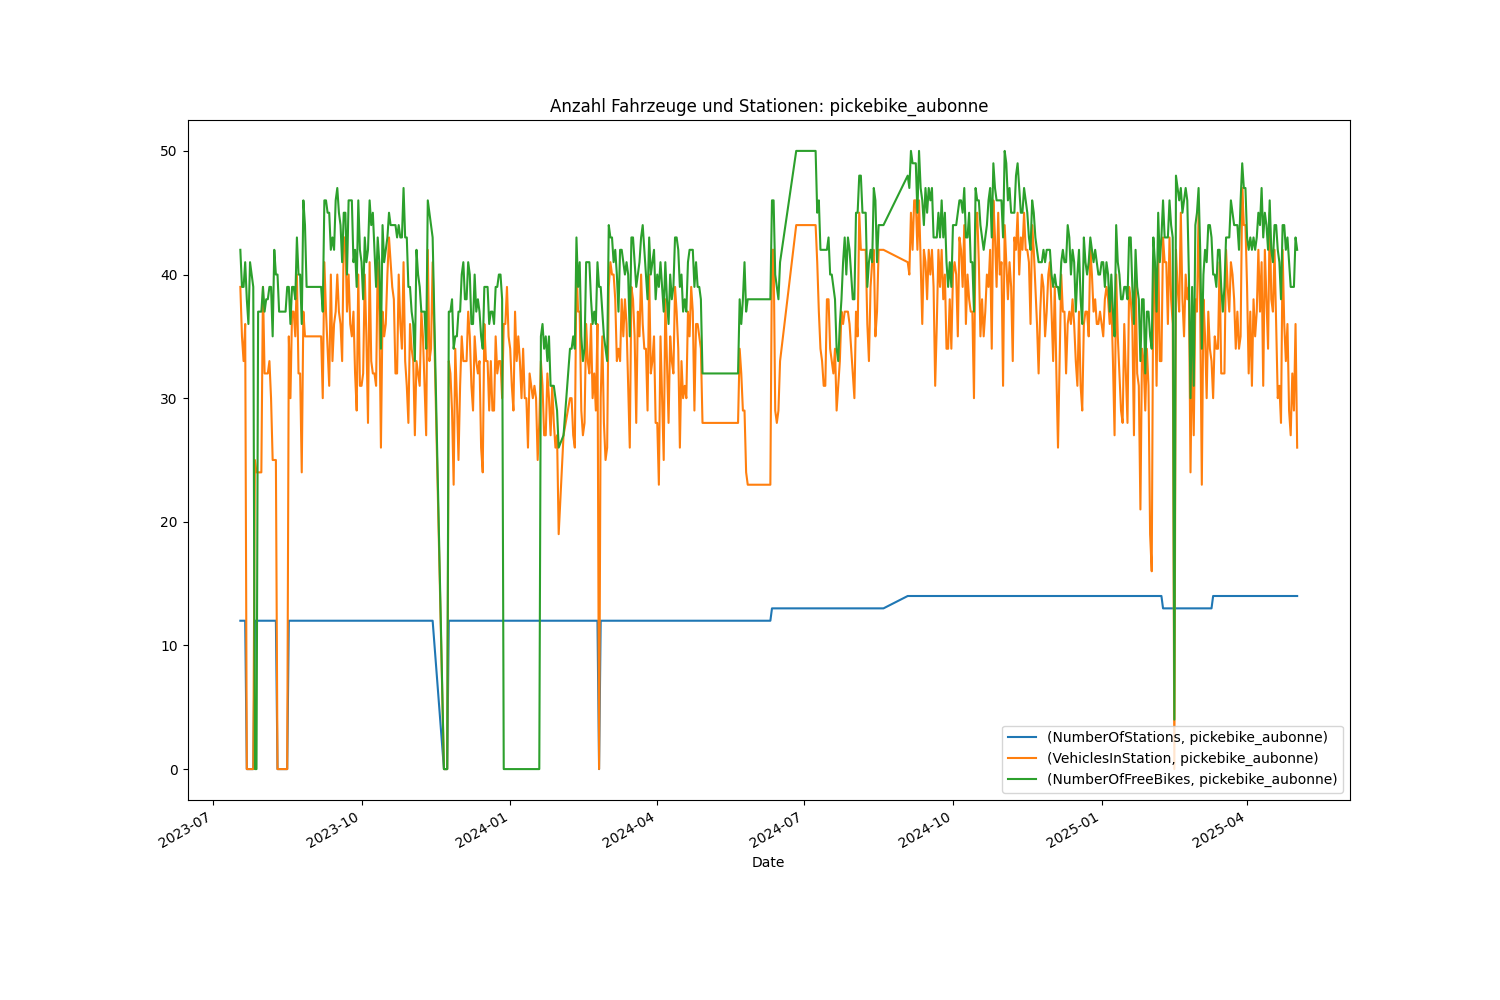 Anzahl Fahrzeuge und Stationen: pickebike_aubonne
50
40
30
20
10
0
(NumberOfStations, pickebike_aubonne)
(VehiclesInStation, pickebike_aubonne)
(NumberOfFreeBikes, pickebike_aubonne)
2023-07
2023-10
2024-01
2024-04
2024-07
2024-10
2025-01
2025-04
Date